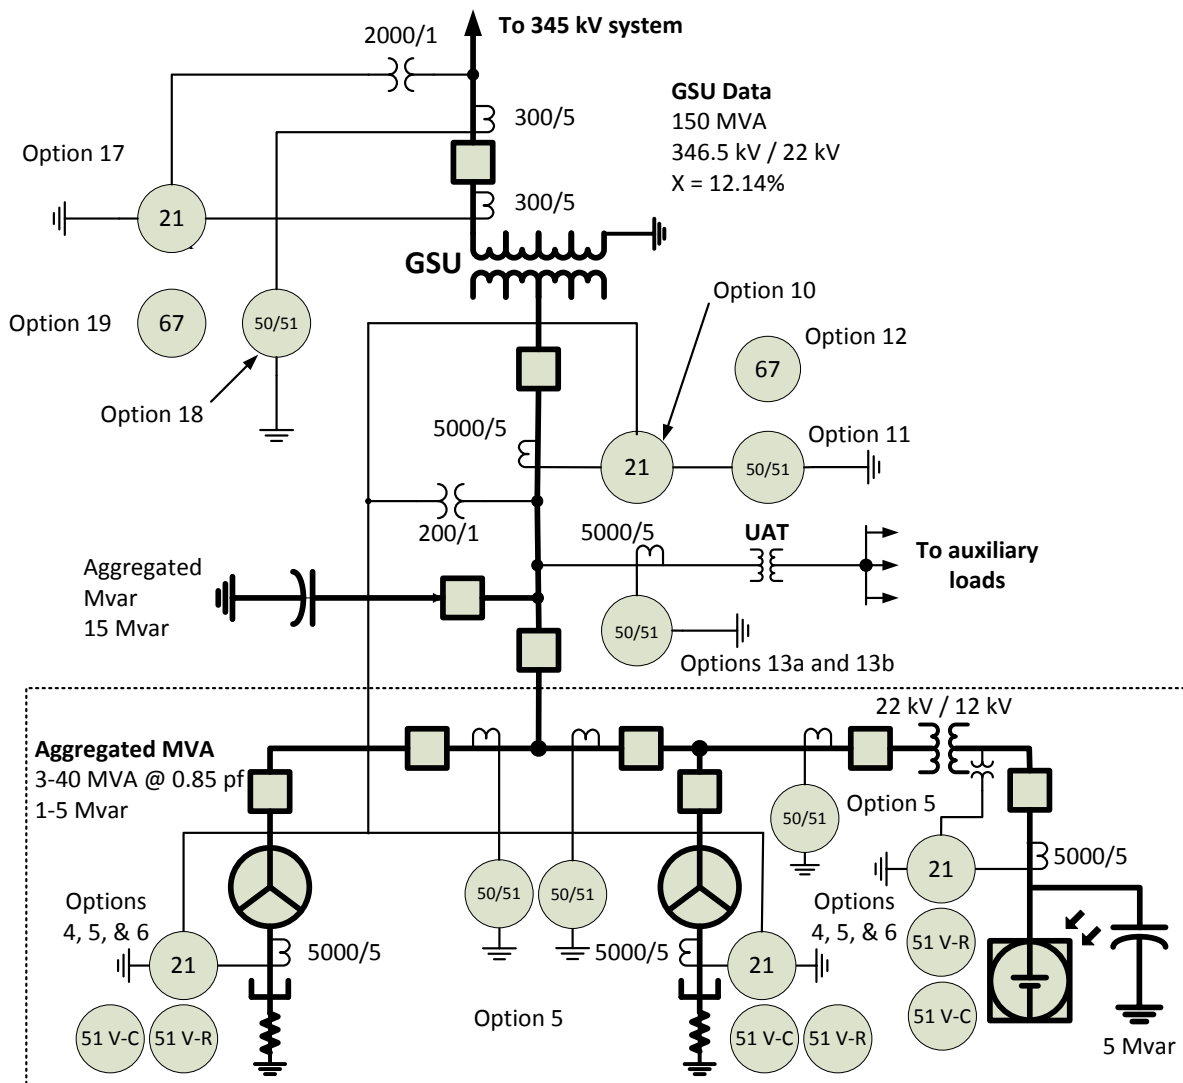 To 345 kV system
2000/1
GSU Data
150 MVA
346.5 kV / 22 kV
X = 12.14%
300/5
Option 17
21
300/5
GSU
Option 10
Option 19
67
50/51
Option 12
67
Option 18
5000/5
Option 11
21
50/51
200/1
5000/5
UAT
To auxiliary
loads
Aggregated
Mvar
15 Mvar
50/51
Options 13a and 13b
22 kV / 12 kV
Aggregated MVA
3-40 MVA @ 0.85 pf
1-5 Mvar
Option 5
50/51
21
5000/5
50/51
50/51
Options
4, 5, & 6
Options
4, 5, & 6
51 V-R
21
5000/5
5000/5
21
51 V-C
51 V-R
Option 5
51 V-C
51 V-R
51 V-C
5 Mvar